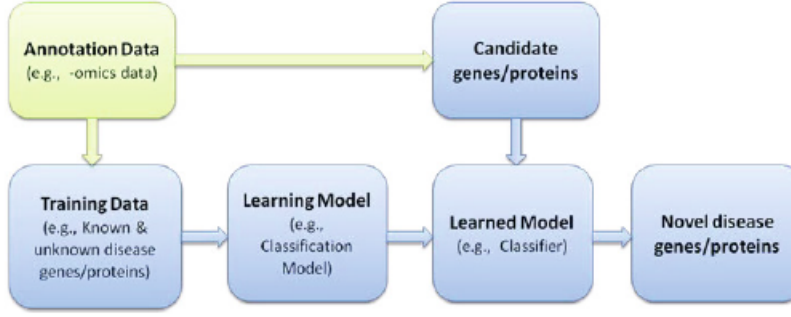 Annotation Data
(e.g., -omics data)
Candidate
genes/proteins
Training Data
(e.g., Known &
unknown disease
genes/proteins)
Learning Model
(e.g.,
Classification
Model)
Learned Model
(e.g., Classifier)
Novel disease
genes/proteins